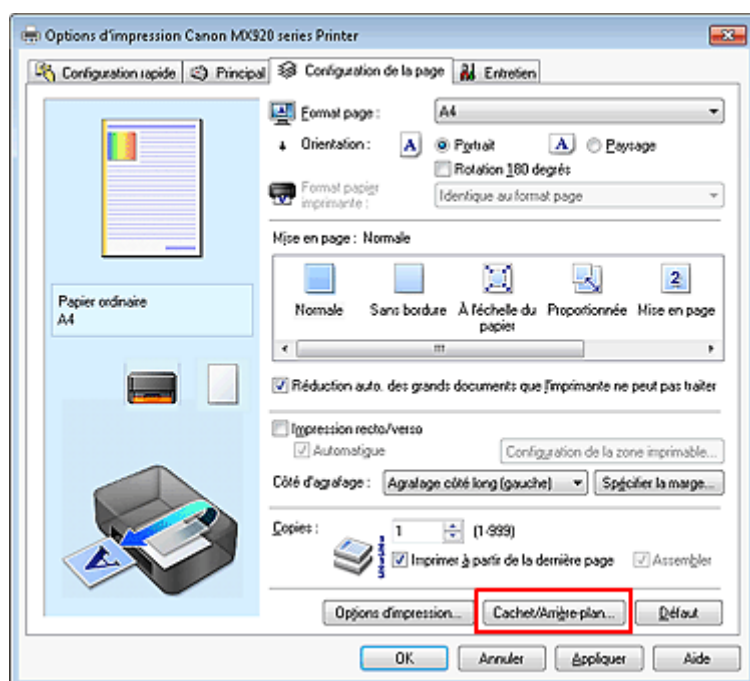 Options d'impression Canon MX920 series Printer
Configuration rapide Principal Configuration de la page Entretien
Format page : A4
Orientation : A Portrait A Paysage
Rotation 180 degrés
Format papier imprimante : Identique au format page
Mise en page : Normale
Normale Sans bordure À l'échelle du papier Proportionnée Mise en page
2
Papier ordinaire
A4
Réduction auto. des grands documents que l'imprimante ne peut pas traiter
Impression recto/verso
Automatique Configuration de la zone imprimable...
Côté d'agrafage : Agrafage côté long (gauche) Spécifier la marge...
Copies : 1 (1-999)
Imprimer à partir de la dernière page Assembler
A
Options d'impression... Cachet/Arrière-plan... Défaut
OK Annuler Appliquer Aide